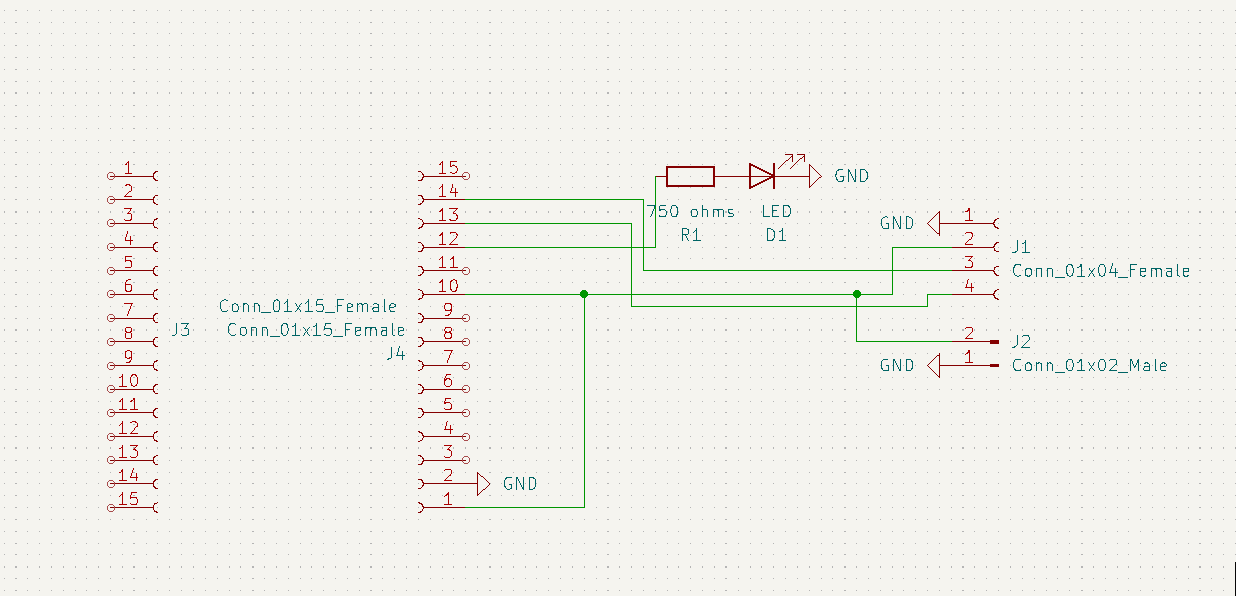 1
2
3
4
5
6
7
8
9
10
11
12
13
14
15
J3
Conn_01x15_Female
Conn_01x15_Female
J4
15
14
13
12
11
10
9
8
7
6
5
4
3
2
1
GND
750 ohms
R1
LED
D1
GND
GND
1
2
3
4
J1
Conn_01x04_Female
GND
2
1
J2
Conn_01x02_Male